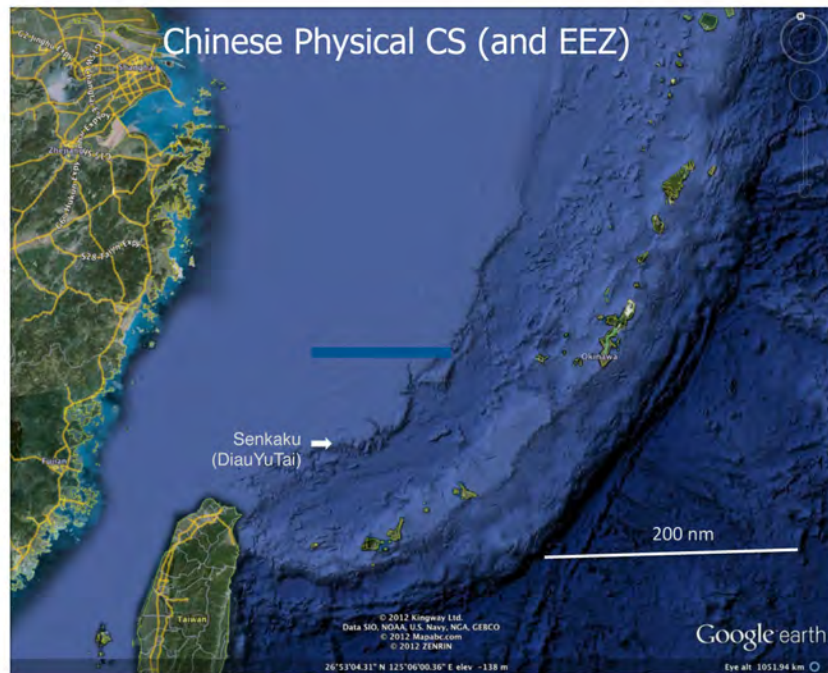 Chinese Physical CS (and EEZ)
Shanghai
Okinawa
Senkaku
(DiauYuTai)
200 nm
Taiwan
© 2012 Kingway Ltd.
Data SIO, NOAA, U.S. Navy, NGA, GEBCO
© 2012 Mapabc.com
© 2012 ZENRIN
Google earth
26°53'04.31" N 125°06'00.36" E elev -138 m
Eye alt 1051.94 km